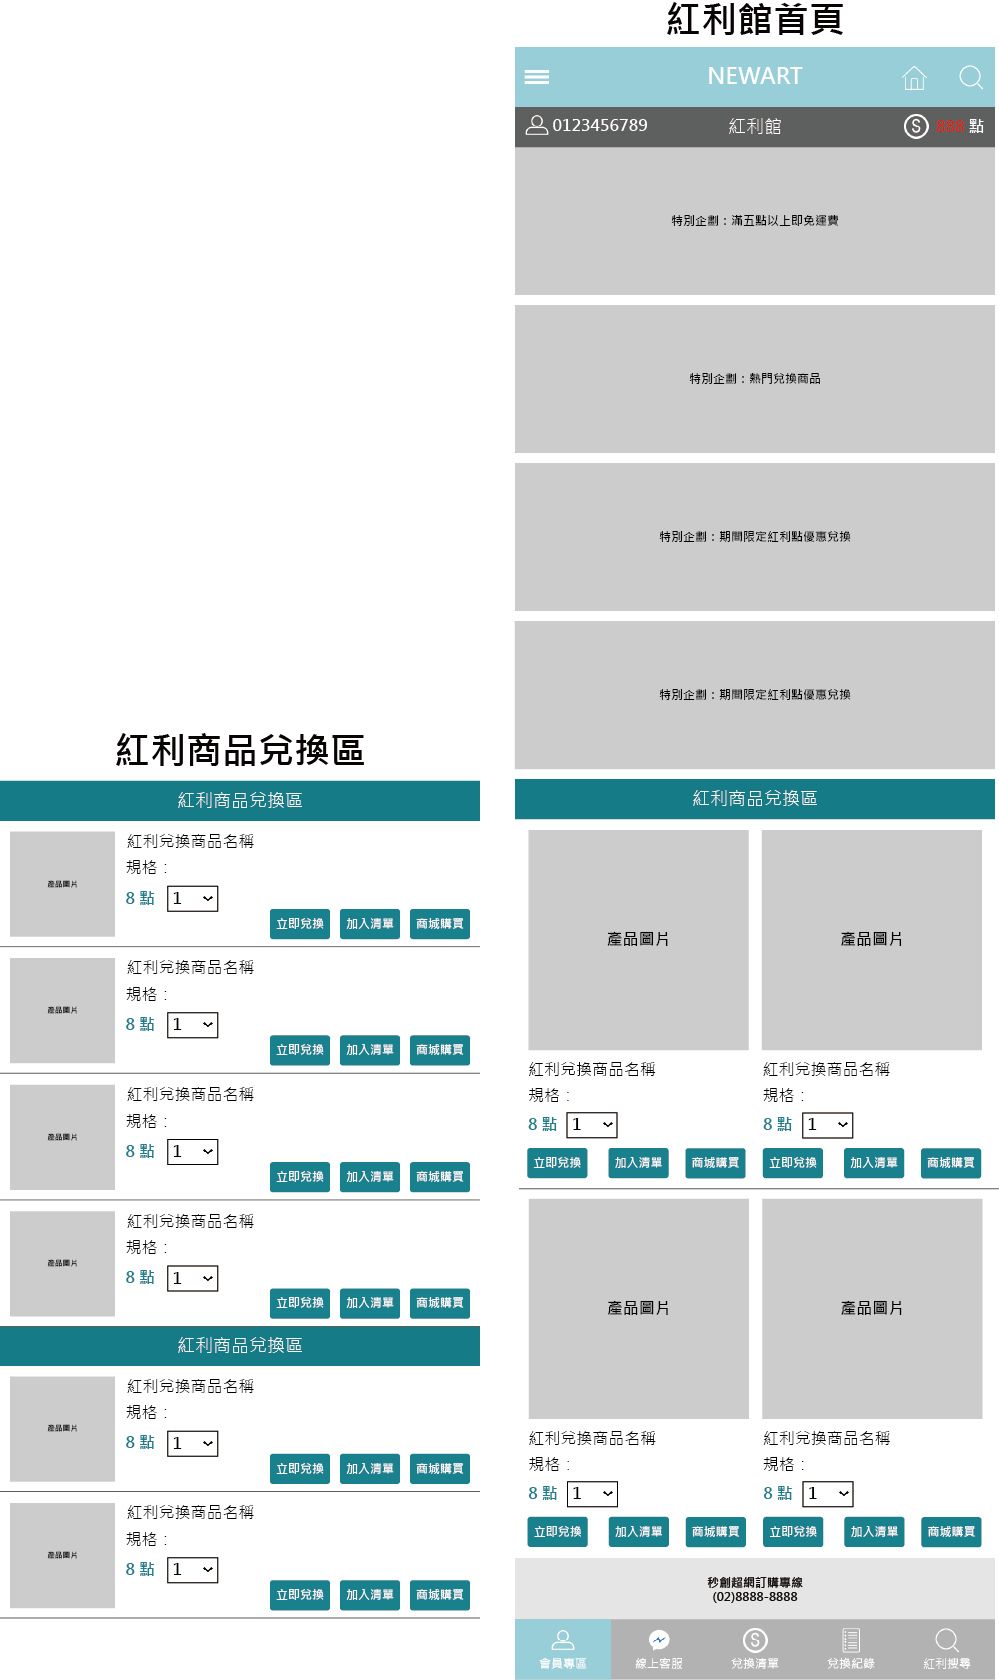 紅利商品兌換區
紅利商品兌換區
產品圖片
紅利兌換商品名稱
規格：
8 點 1
立即兌換 加入清單 商城購買
產品圖片
紅利兌換商品名稱
規格：
8 點 1
立即兌換 加入清單 商城購買
產品圖片
紅利兌換商品名稱
規格：
8 點 1
立即兌換 加入清單 商城購買
產品圖片
紅利兌換商品名稱
規格：
8 點 1
立即兌換 加入清單 商城購買
紅利商品兌換區
產品圖片
紅利兌換商品名稱
規格：
8 點 1
立即兌換 加入清單 商城購買
產品圖片
紅利兌換商品名稱
規格：
8 點 1
立即兌換 加入清單 商城購買
紅利館首頁
NEWART
0123456789 紅利館 S 888 點
特別企劃：滿五點以上即免運費
特別企劃：熱門兌換商品
特別企劃：期間限定紅利點優惠兌換
特別企劃：期間限定紅利點優惠兌換
紅利商品兌換區
產品圖片 產品圖片
紅利兌換商品名稱 紅利兌換商品名稱
規格： 規格：
8 點 1 8 點 1
立即兌換 加入清單 商城購買 立即兌換 加入清單 商城購買
產品圖片 產品圖片
紅利兌換商品名稱 紅利兌換商品名稱
規格： 規格：
8 點 1 8 點 1
立即兌換 加入清單 商城購買 立即兌換 加入清單 商城購買
秒創超網訂購專線
(02)8888-8888
S
會員專區 線上客服 兌換清單 兌換紀錄 紅利搜尋